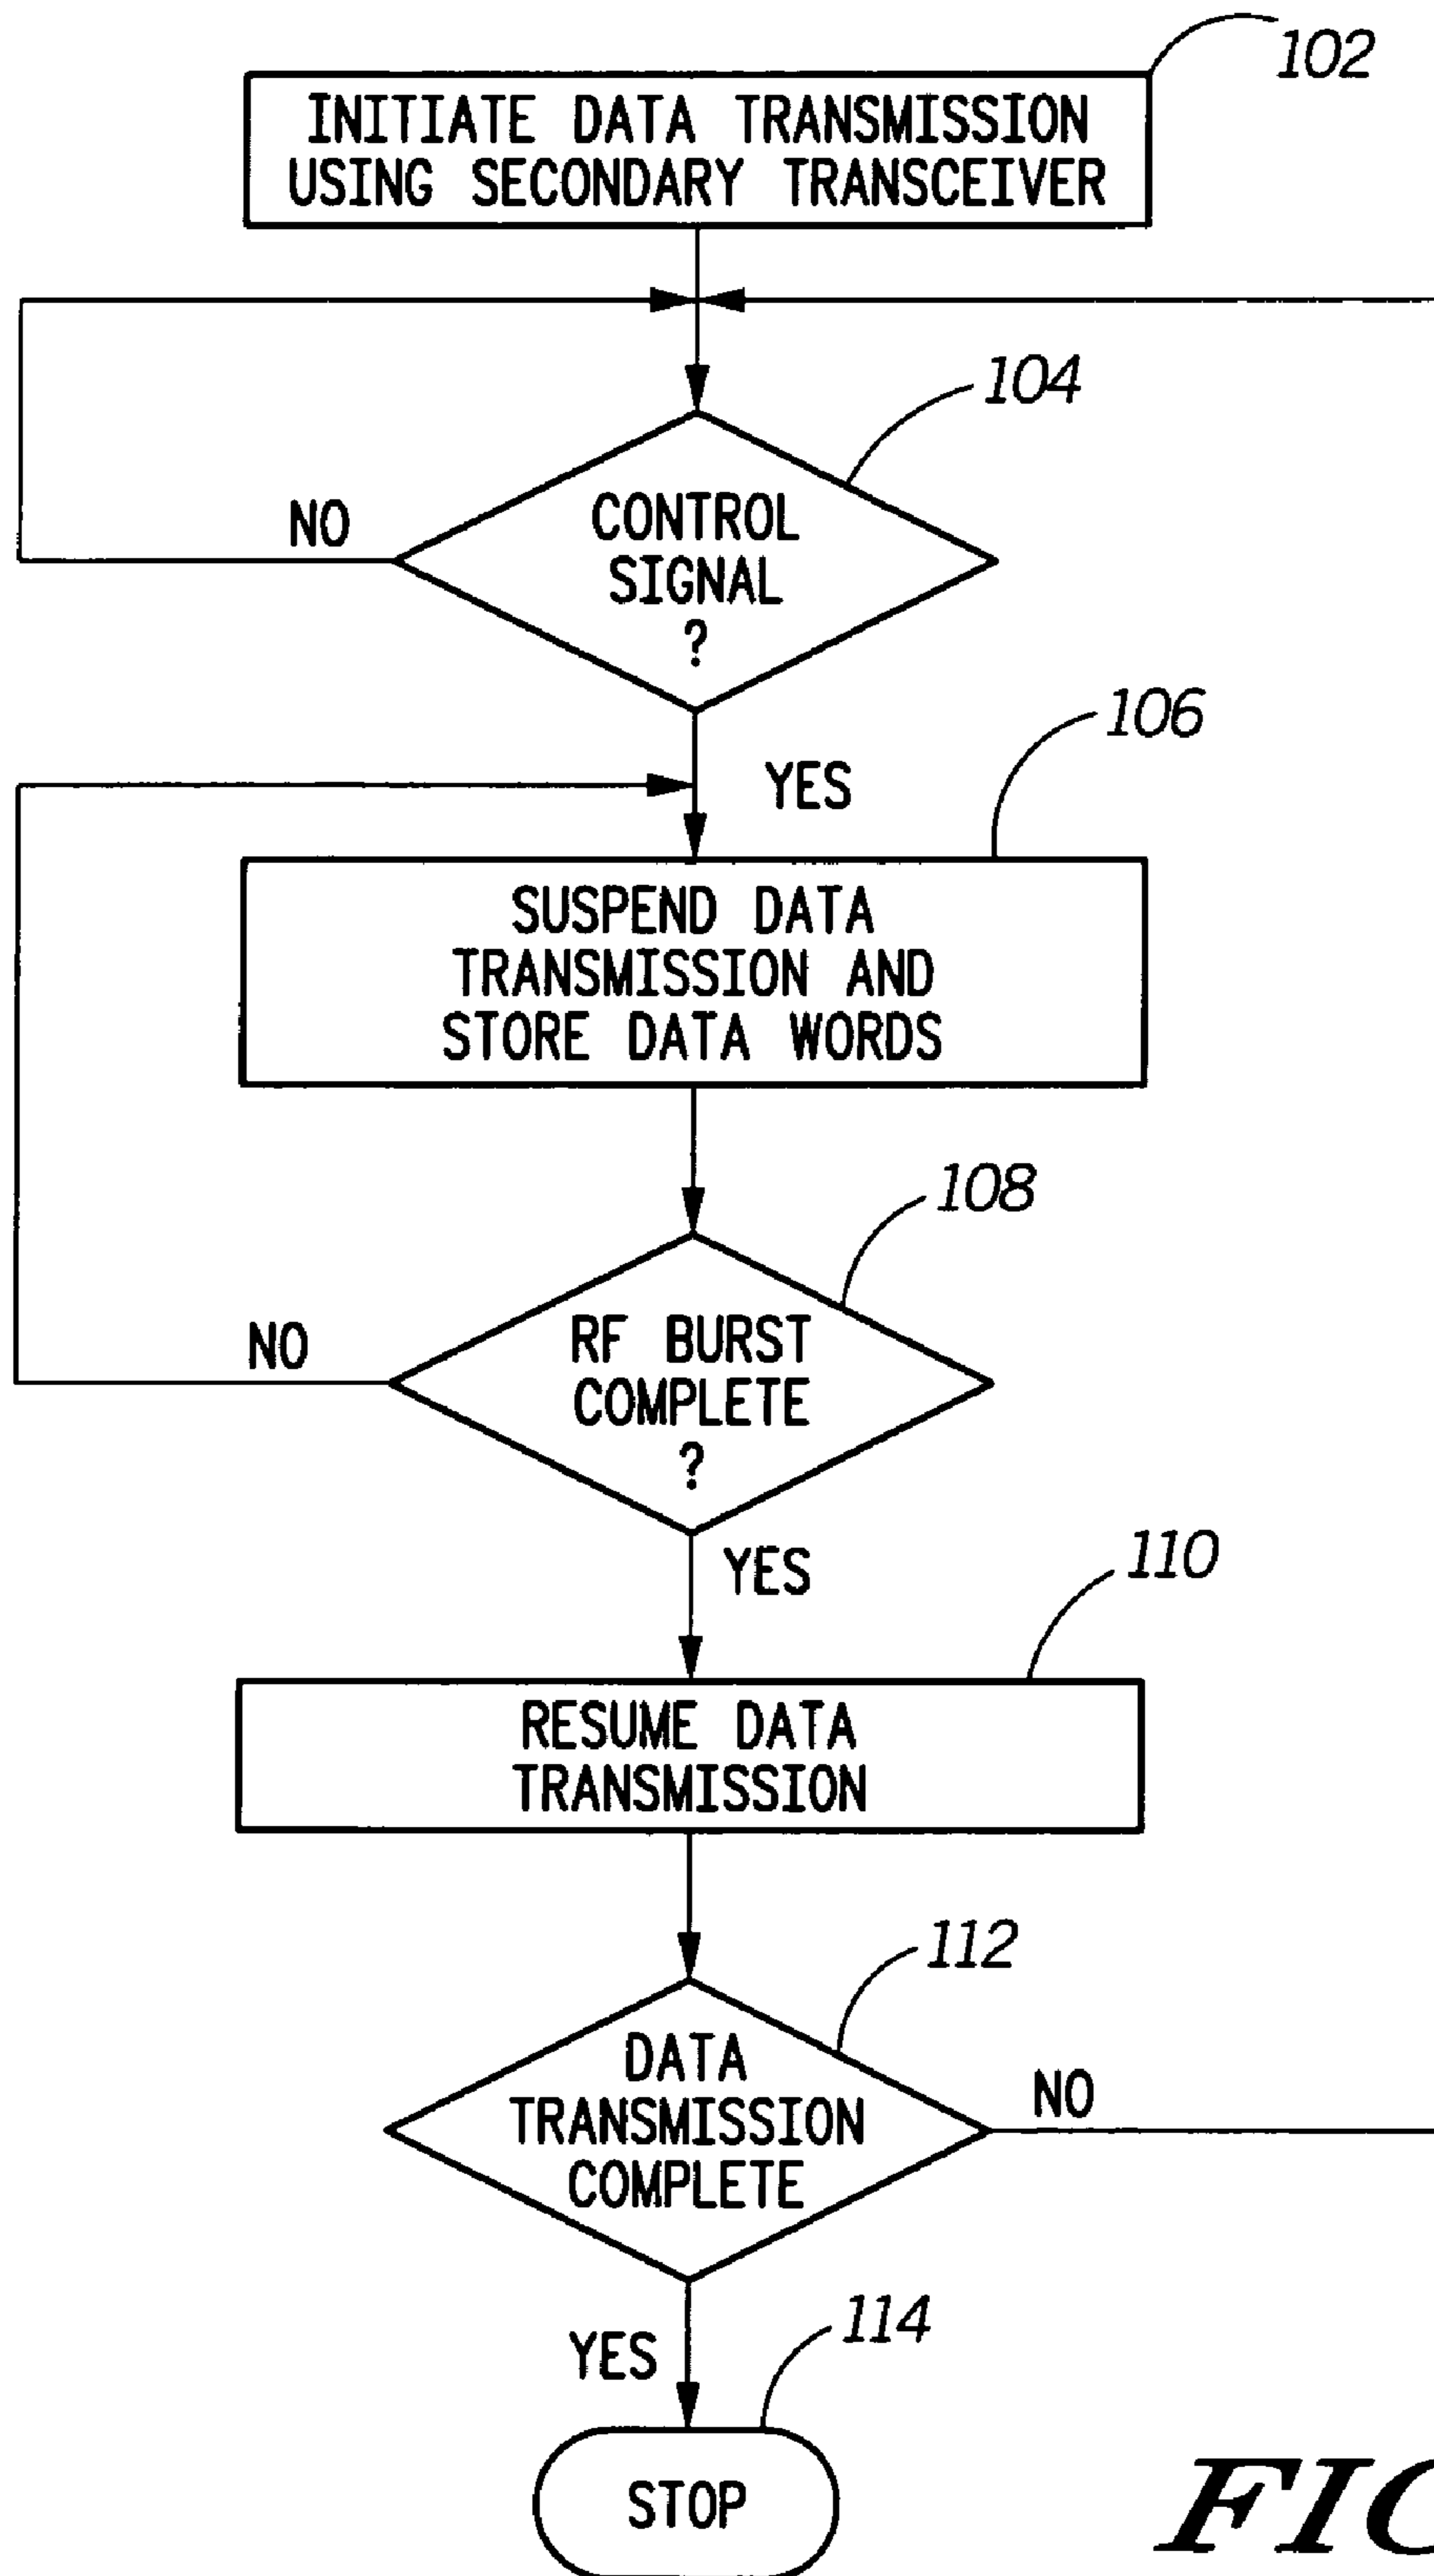 102
INITIATE DATA TRANSMISSION
USING SECONDARY TRANSCEIVER
104
CONTROL
SIGNAL
?
NO
YES
106
SUSPEND DATA
TRANSMISSION AND
STORE DATA WORDS
108
RF BURST
COMPLETE
?
NO
YES
110
RESUME DATA
TRANSMISSION
112
DATA
TRANSMISSION
COMPLETE
NO
YES
114
STOP